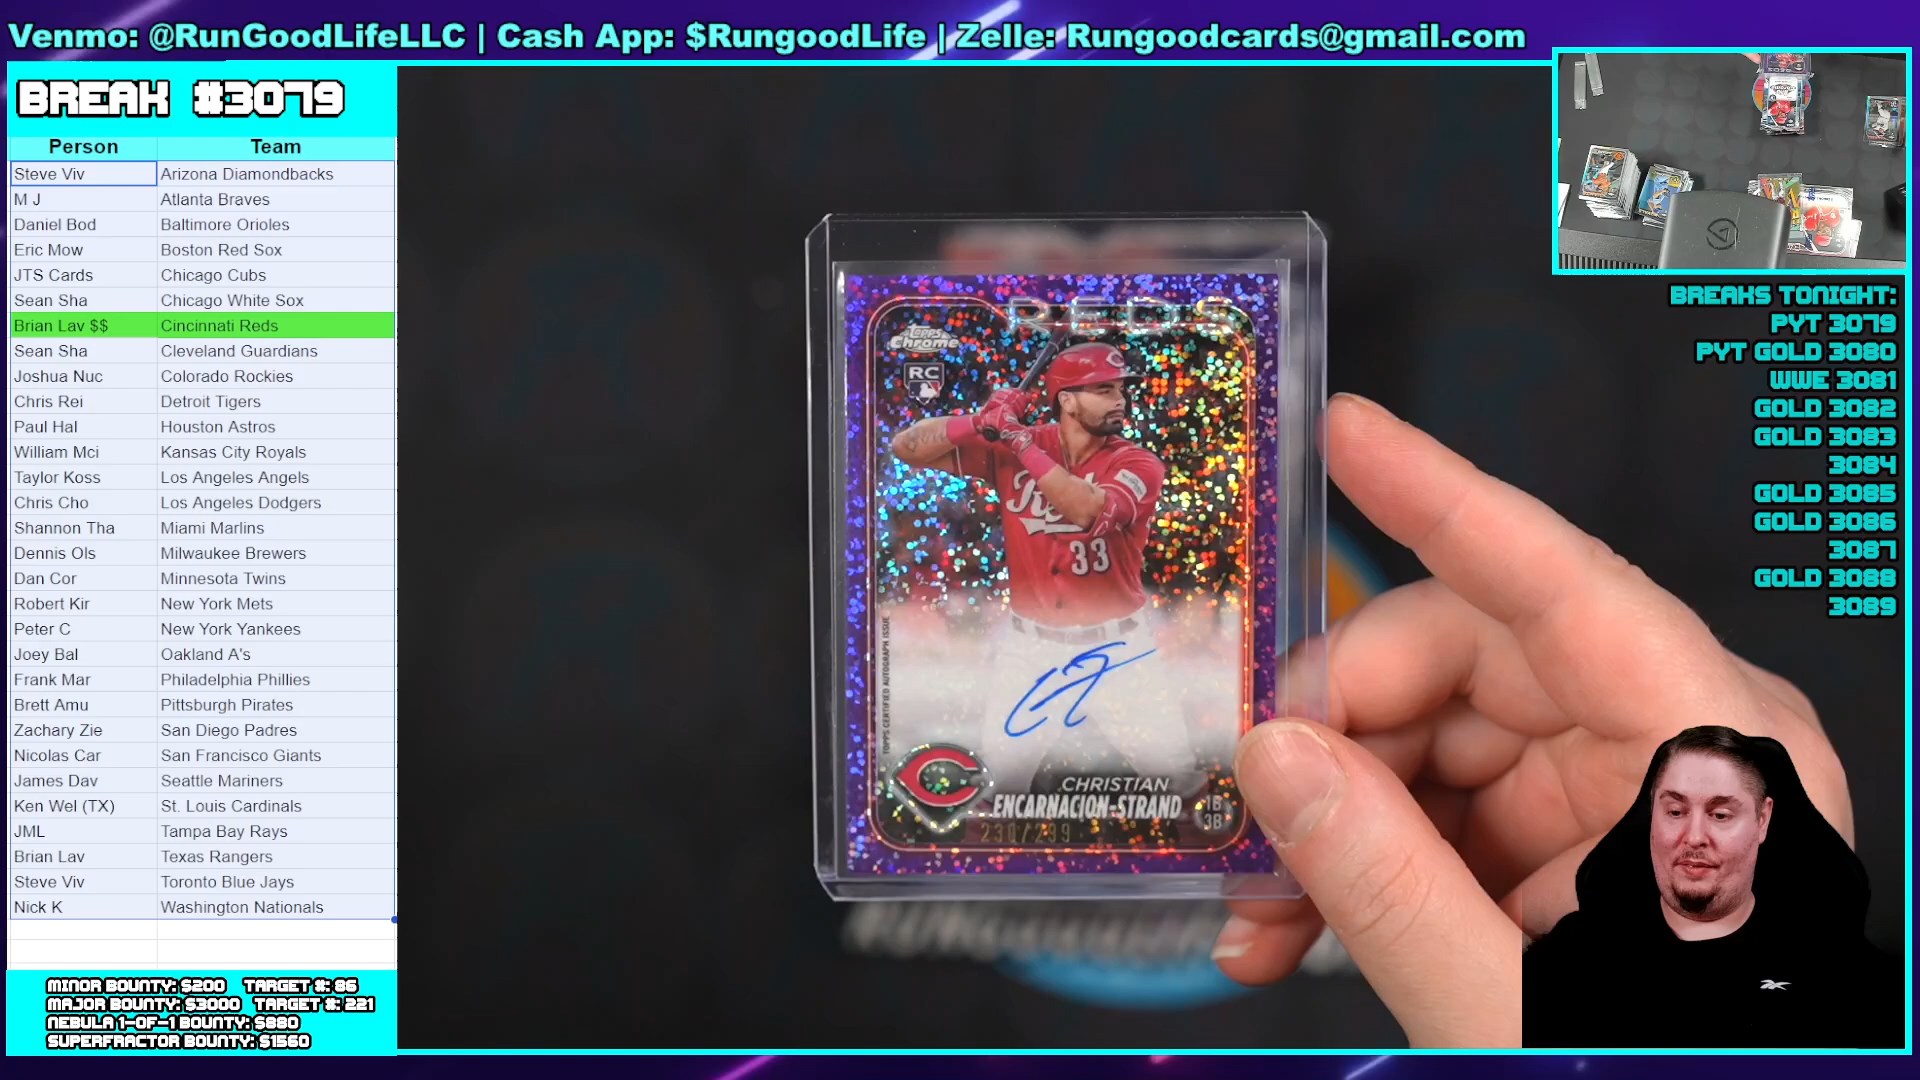 Venmo: @RunGoodLifeLLC | Cash App: $RungoodLife | Zelle: Rungoodcards@gmail.com
BREAK #3079
Person Team
Steve Viv Arizona Diamondbacks
M J Atlanta Braves
Daniel Bod Baltimore Orioles
Eric Mow Boston Red Sox
JTS Cards Chicago Cubs
Sean Sha Chicago White Sox
Brian Lav $$ Cincinnati Reds
Sean Sha Cleveland Guardians
Joshua Nuc Colorado Rockies
Chris Rei Detroit Tigers
Paul Hal Houston Astros
William Mci Kansas City Royals
Taylor Koss Los Angeles Angels
Chris Cho Los Angeles Dodgers
Shannon Tha Miami Marlins
Dennis Ols Milwaukee Brewers
Dan Cor Minnesota Twins
Robert Kir New York Mets
Peter C New York Yankees
Joey Bal Oakland A's
Frank Mar Philadelphia Phillies
Brett Amu Pittsburgh Pirates
Zachary Zie San Diego Padres
Nicolas Car San Francisco Giants
James Dav Seattle Mariners
Ken Wel (TX) St. Louis Cardinals
JML Tampa Bay Rays
Brian Lav Texas Rangers
Steve Viv Toronto Blue Jays
Nick K Washington Nationals
MINOR BOUNTY: $200 TARGET #: 86
MAJOR BOUNTY: $3000 TARGET #: 221
NEBULA 1-OF-1 BOUNTY: $880
SUPERFRACTOR BOUNTY: $1560
REDS
Topps
Chrome
RC
Reds
33
TOPPS CERTIFIED AUTOGRAPH ISSUE
CHRISTIAN
ENCARNACION-STRAND
1B
3B
230/299
BREAKS TONIGHT:
PYT 3079
PYT GOLD 3080
WWE 3081
GOLD 3082
GOLD 3083
3084
GOLD 3085
GOLD 3086
3087
GOLD 3088
3089